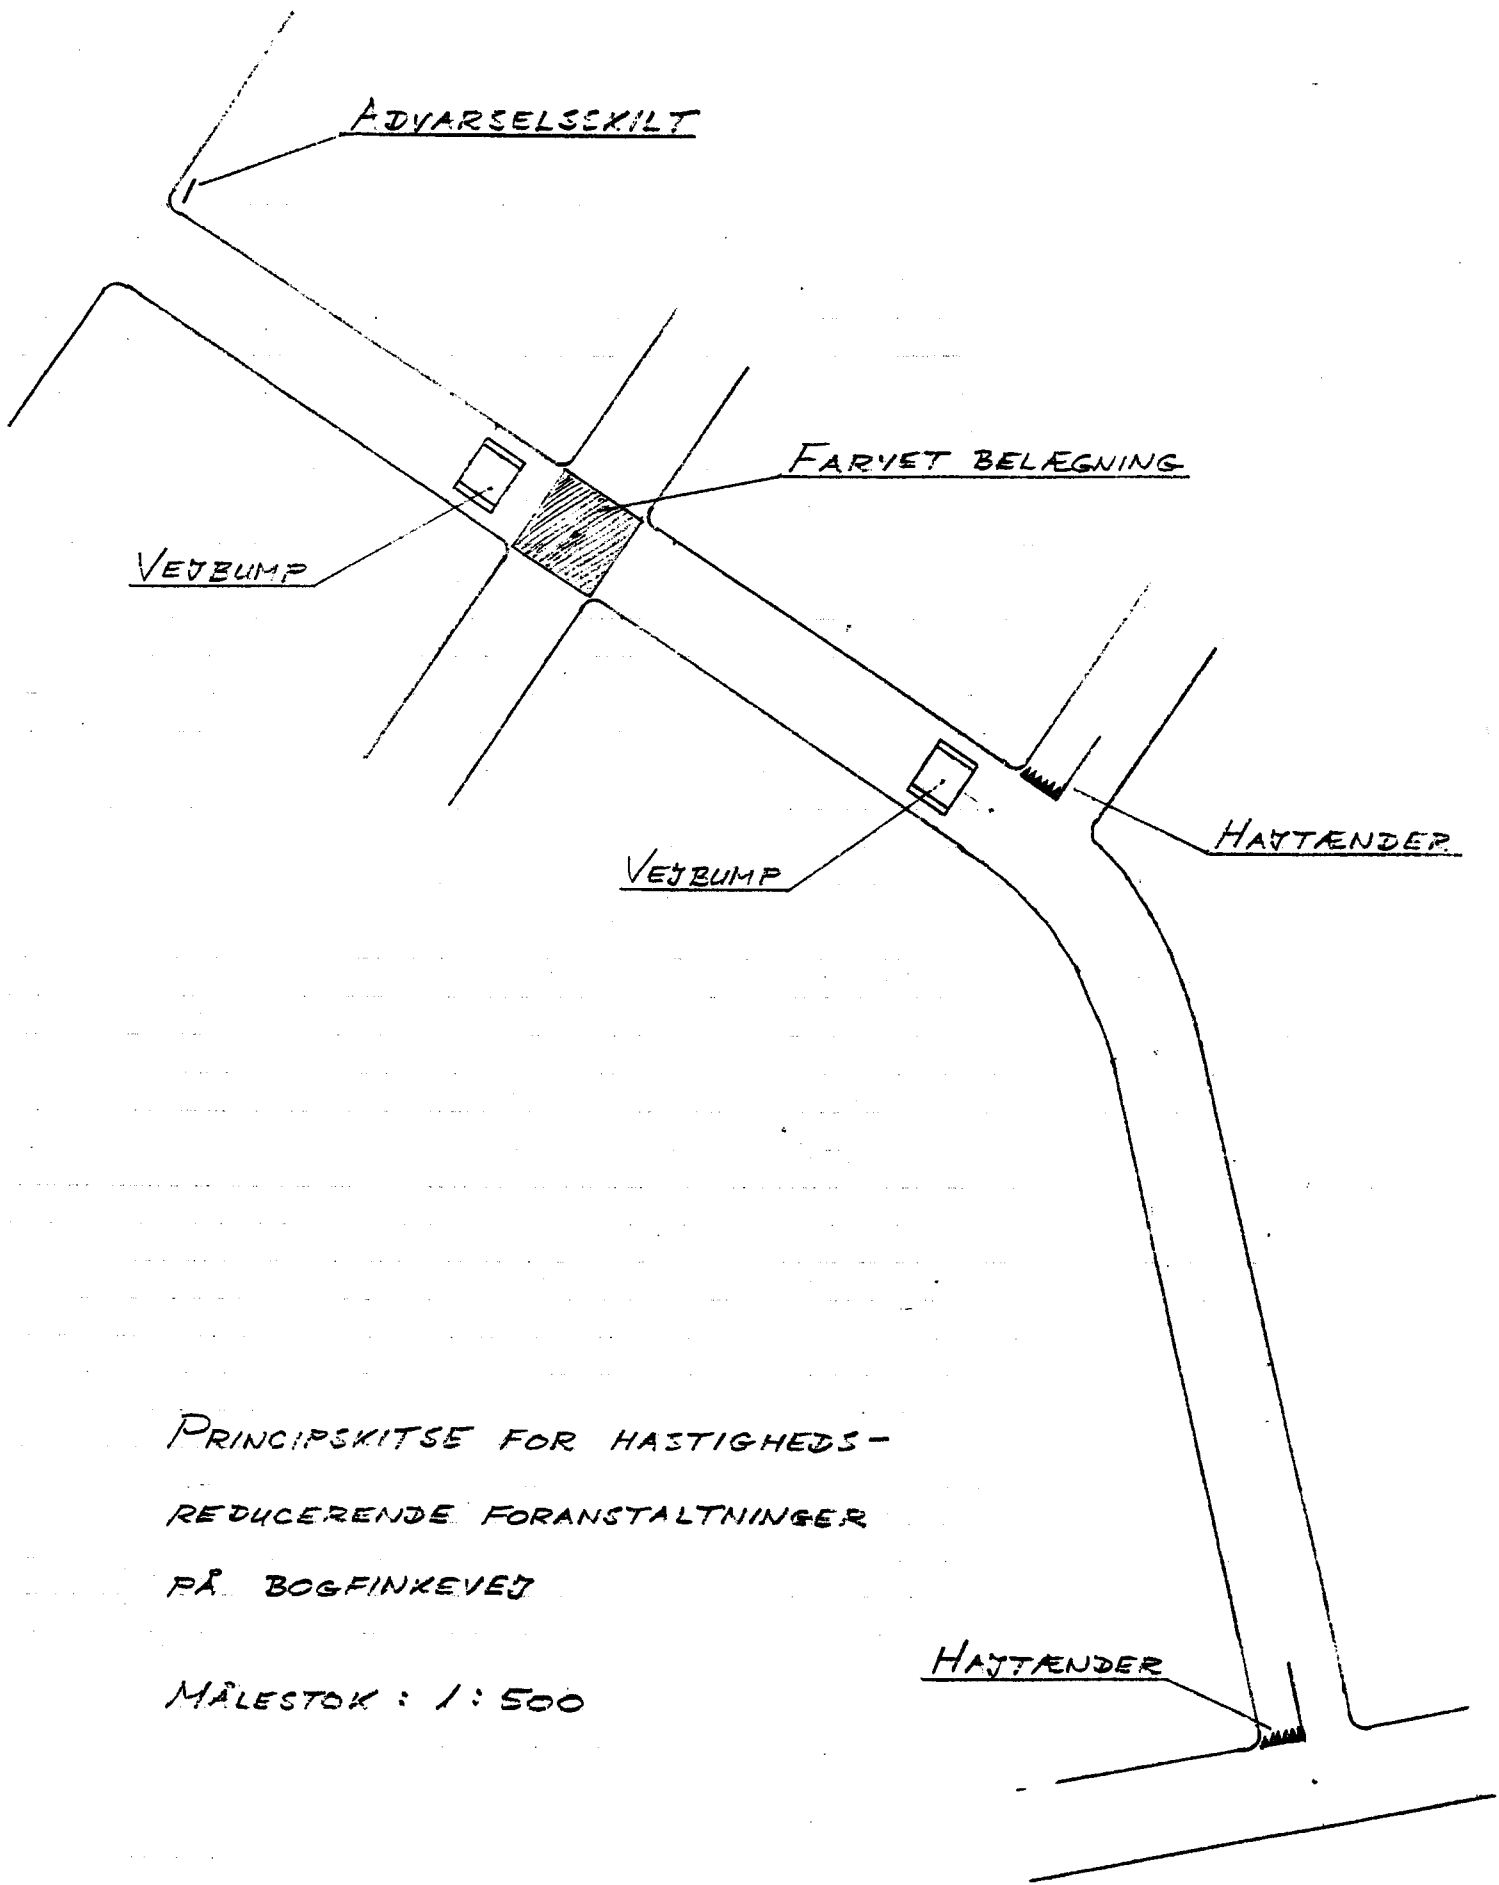 ADVARSELSSKILT
FARVET BELÆGNING
VEJBUMP
HAJTÆNDER
VEJBUMP
PRINCIPSKITSE FOR HASTIGHEDS-
REDUCERENDE FORANSTALTNINGER
PÅ BOGFINKEVEJ
HAJTÆNDER
MÅLESTOK : 1:500